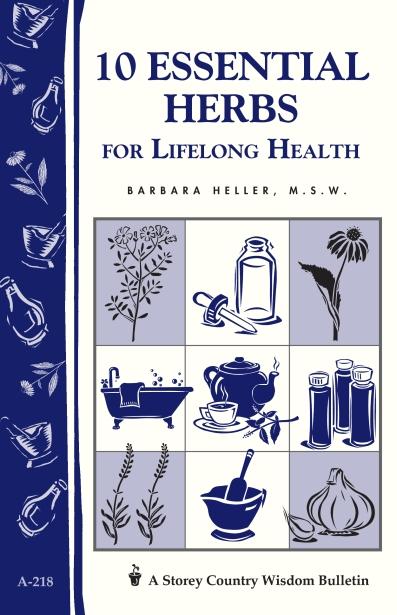 10 ESSENTIAL
HERBS
FOR LIFELONG HEALTH
BARBARA HELLER, M.S.W.
A-218
A Storey Country Wisdom Bulletin